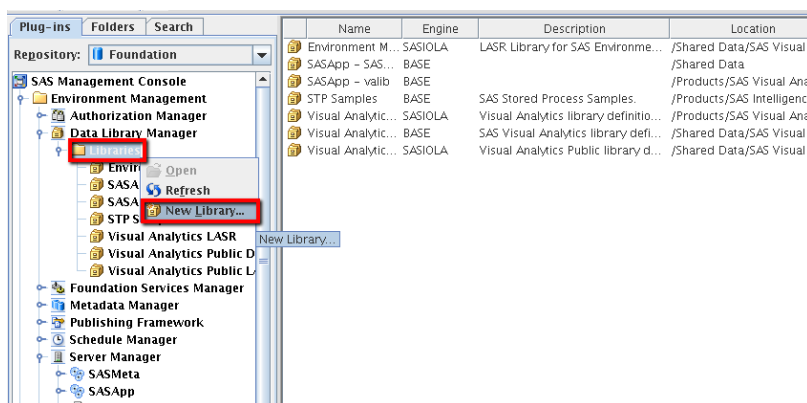 Plug-ins Folders Search
Repository: Foundation
SAS Management Console
Environment Management
Authorization Manager
Data Library Manager
Libraries
Envir
SASA
SASA
STP S
Visual Analytics LASR
Visual Analytics Public D
Visual Analytics Public L
Foundation Services Manager
Metadata Manager
Publishing Framework
Schedule Manager
Server Manager
SASMeta
SASApp
Open
Refresh
New Library...
New Library...
Name Engine Description Location
Environment M... SASIOLA LASR Library for SAS Environme... /Shared Data/SAS Visual
SASApp - SAS... BASE /Shared Data
SASApp - valib BASE /Products/SAS Visual Ana
STP Samples BASE SAS Stored Process Samples. /Products/SAS Intelligenc
Visual Analytic... SASIOLA Visual Analytics library definitio... /Products/SAS Visual Ana
Visual Analytic... BASE SAS Visual Analytics library defi... /Shared Data/SAS Visual
Visual Analytic... SASIOLA Visual Analytics Public library d... /Shared Data/SAS Visual